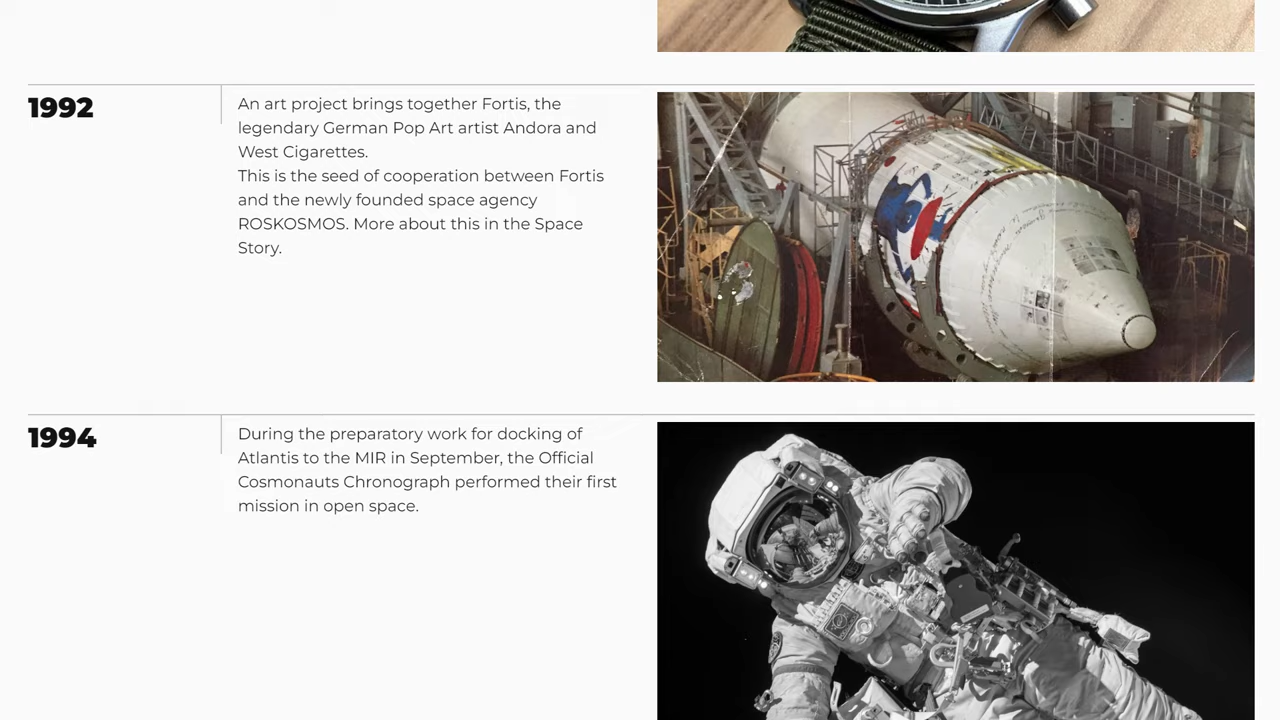 1992
An art project brings together Fortis, the
legendary German Pop Art artist Andora and
West Cigarettes.
This is the seed of cooperation between Fortis
and the newly founded space agency
ROSKOSMOS. More about this in the Space
Story.
1994
During the preparatory work for docking of
Atlantis to the MIR in September, the Official
Cosmonauts Chronograph performed their first
mission in open space.